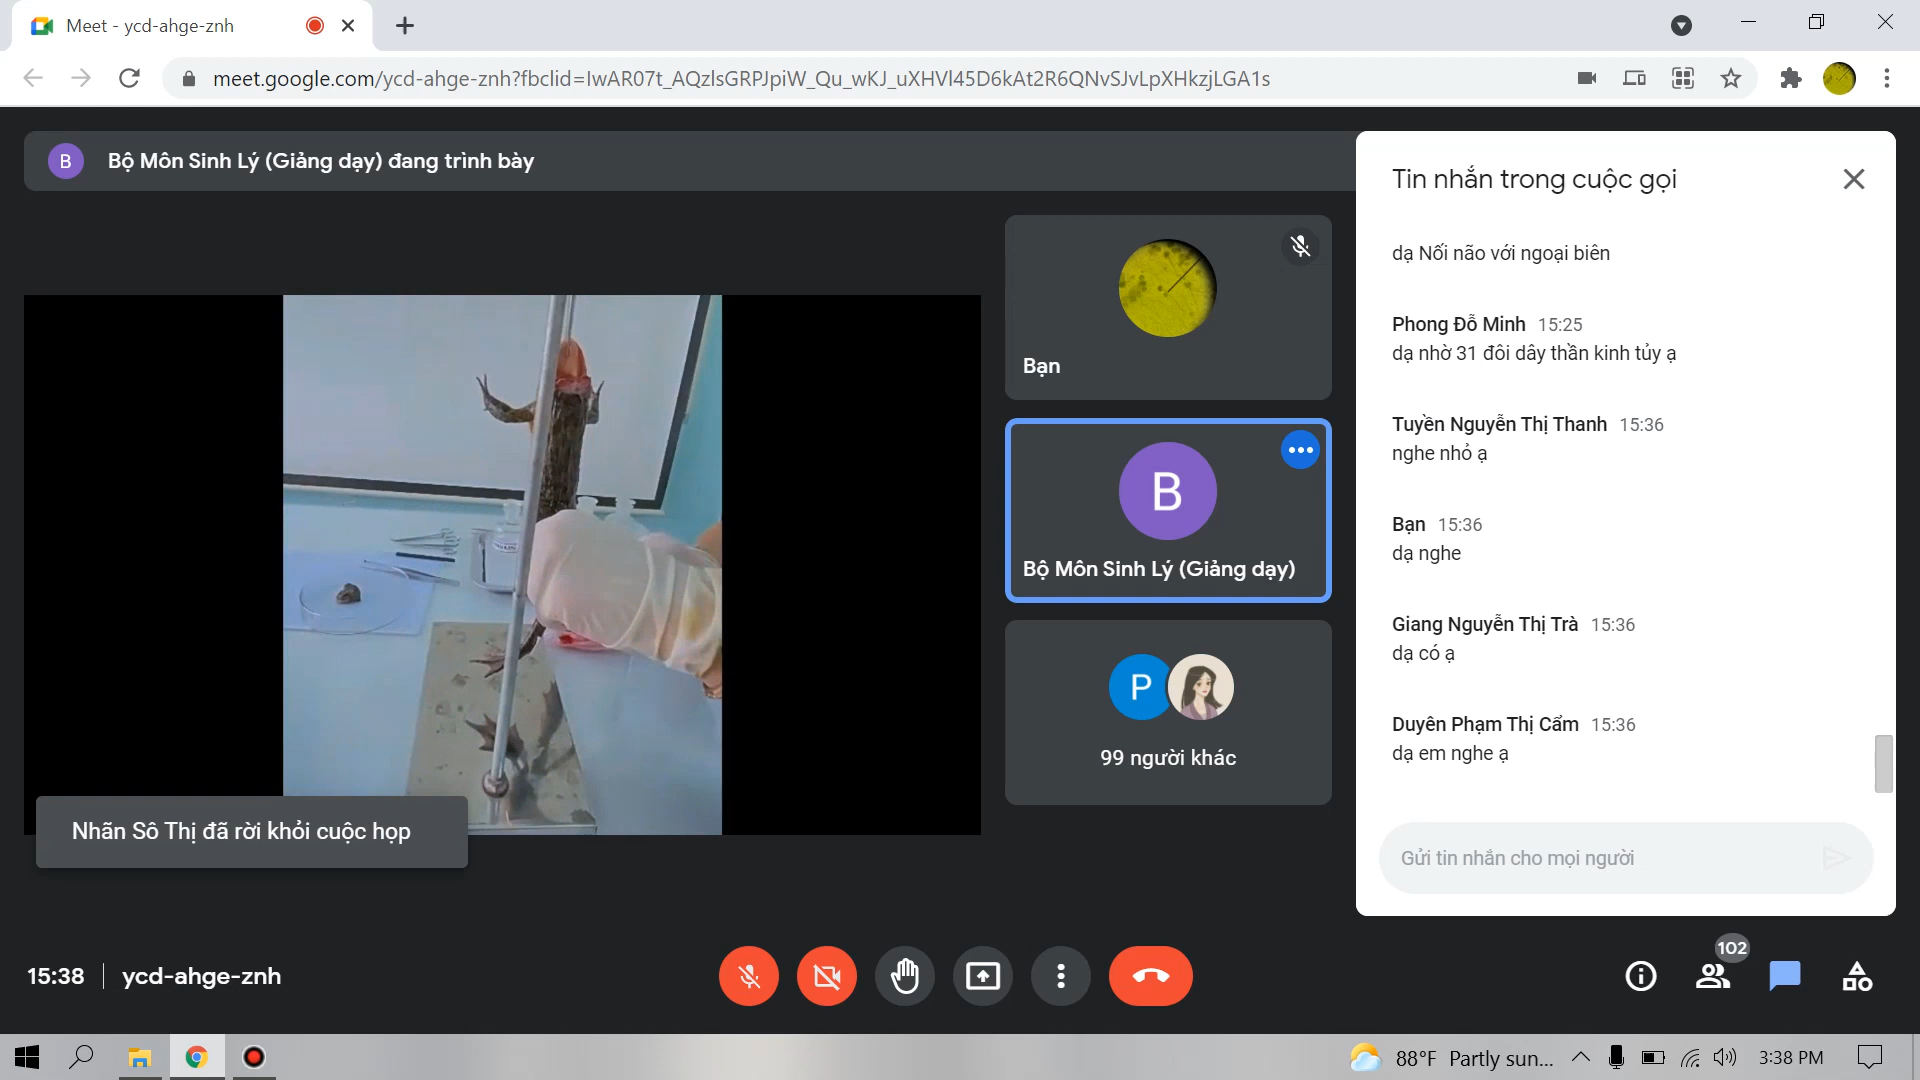 Meet - ycd-ahge-znh
meet.google.com/ycd-ahge-znh?fbclid=IwAR07t_AQzlsGRPJpiW_Qu_wKJ_uXHVl45D6kAt2R6QNvSJvLpXHkzjLGA1s
B
Bộ Môn Sinh Lý (Giảng dạy) đang trình bày
Bạn
B
Bộ Môn Sinh Lý (Giảng dạy)
P
99 người khác
Nhãn Sô Thị đã rời khỏi cuộc họp
Tin nhắn trong cuộc gọi
dạ Nối não với ngoại biên
Phong Đỗ Minh 15:25
dạ nhờ 31 đôi dây thần kinh tủy ạ
Tuyền Nguyễn Thị Thanh 15:36
nghe nhỏ ạ
Bạn 15:36
dạ nghe
Giang Nguyễn Thị Trà 15:36
dạ có ạ
Duyên Phạm Thị Cẩm 15:36
dạ em nghe ạ
Gửi tin nhắn cho mọi người
15:38 | ycd-ahge-znh
102
88°F Partly sun...
3:38 PM